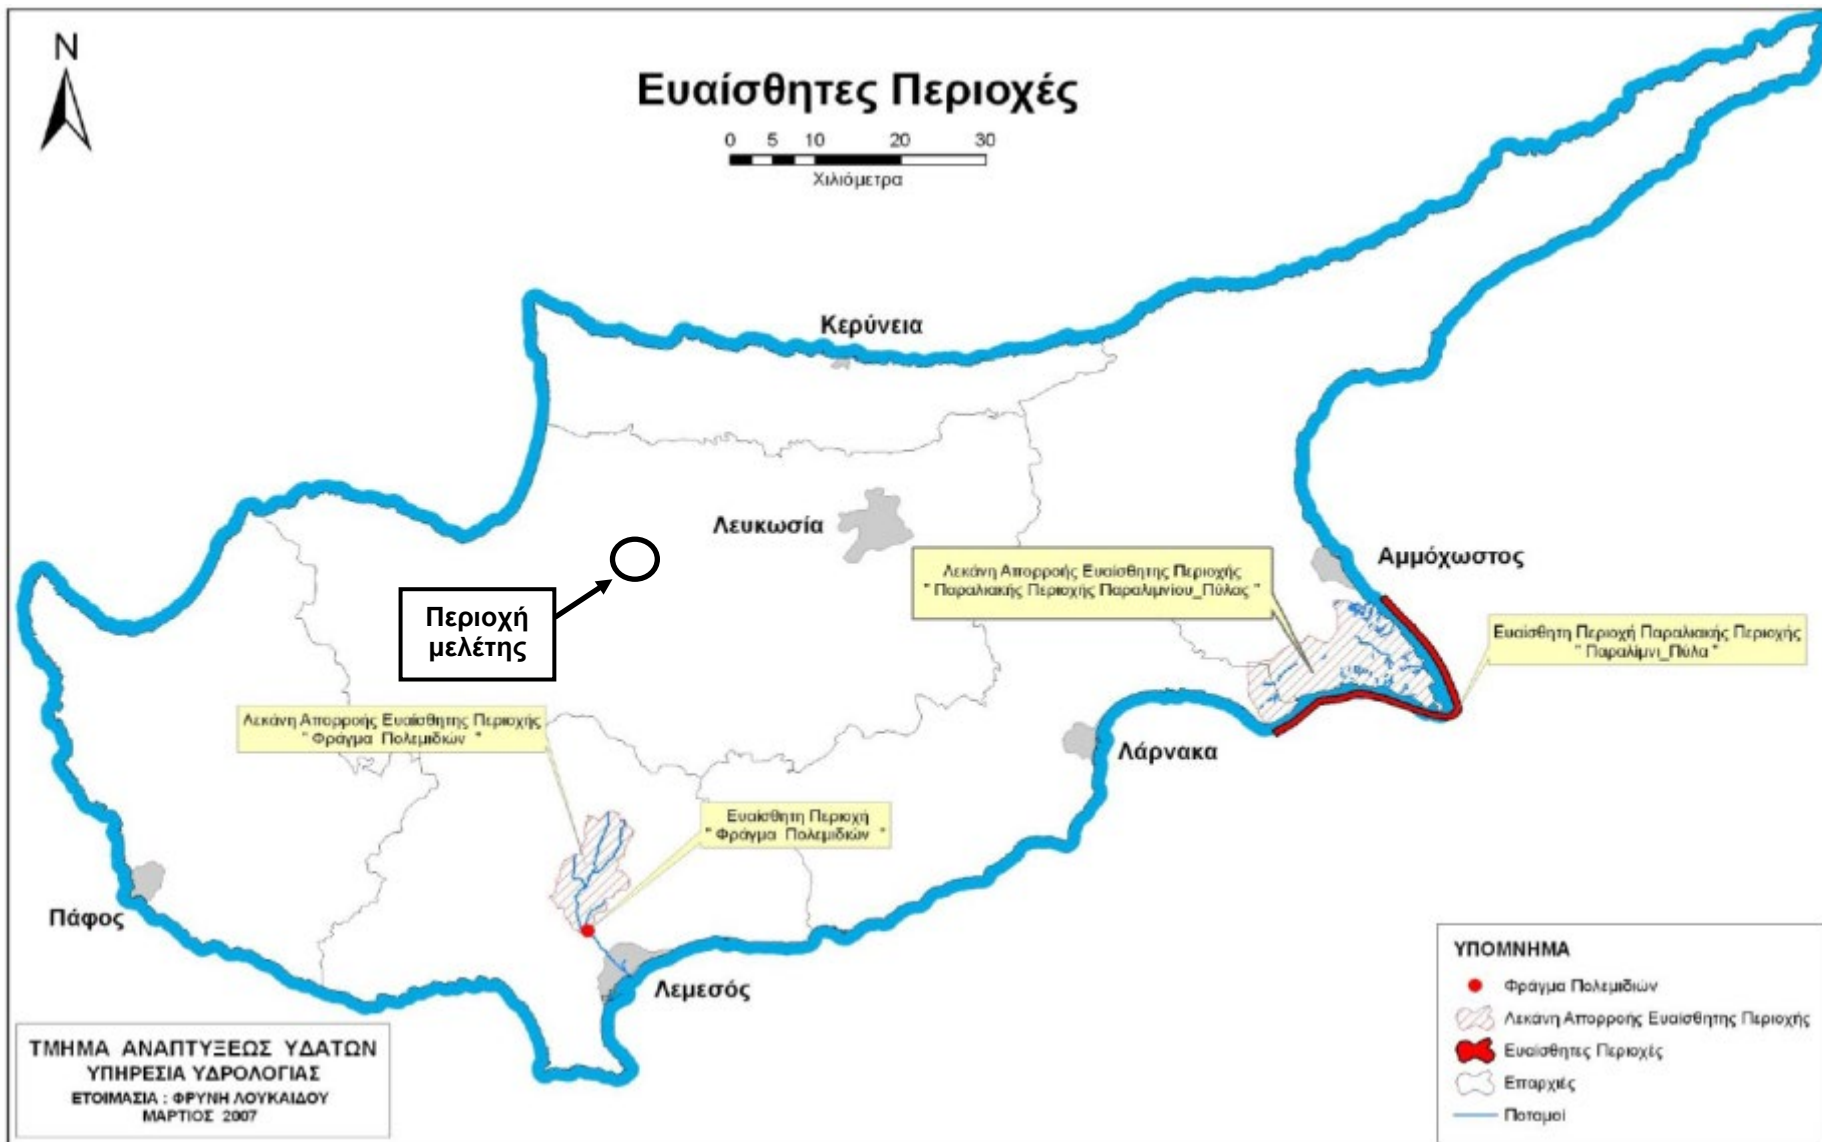 N
Ευαίσθητες Περιοχές
0 5 10 20 30
Χιλιόμετρα
Κερύνεια
Λευκωσία
Αμμόχωστος
Λεκάνη Απορροής Ευαίσθητης Περιοχής
" Παραλιακής Περιοχής Παραλιμνίου_Πύλας "
Περιοχή
μελέτης
Ευαίσθητη Περιοχή Παραλιακής Περιοχής
" Παραλίμνι_Πύλα "
Λεκάνη Απορροής Ευαίσθητης Περιοχής
" Φράγμα Πολεμιδιών "
Λάρνακα
Ευαίσθητη Περιοχή
" Φράγμα Πολεμιδιών "
Πάφος
Λεμεσός
ΥΠΟΜΝΗΜΑ
Φράγμα Πολεμιδιών
Λεκάνη Απορροής Ευαίσθητης Περιοχής
Ευαίσθητες Περιοχές
Επαρχιές
Ποταμοί
ΤΜΗΜΑ ΑΝΑΠΤΥΞΕΩΣ ΥΔΑΤΩΝ
ΥΠΗΡΕΣΙΑ ΥΔΡΟΛΟΓΙΑΣ
ΕΤΟΙΜΑΣΙΑ : ΦΡΥΝΗ ΛΟΥΚΑΙΔΟΥ
ΜΑΡΤΙΟΣ 2007